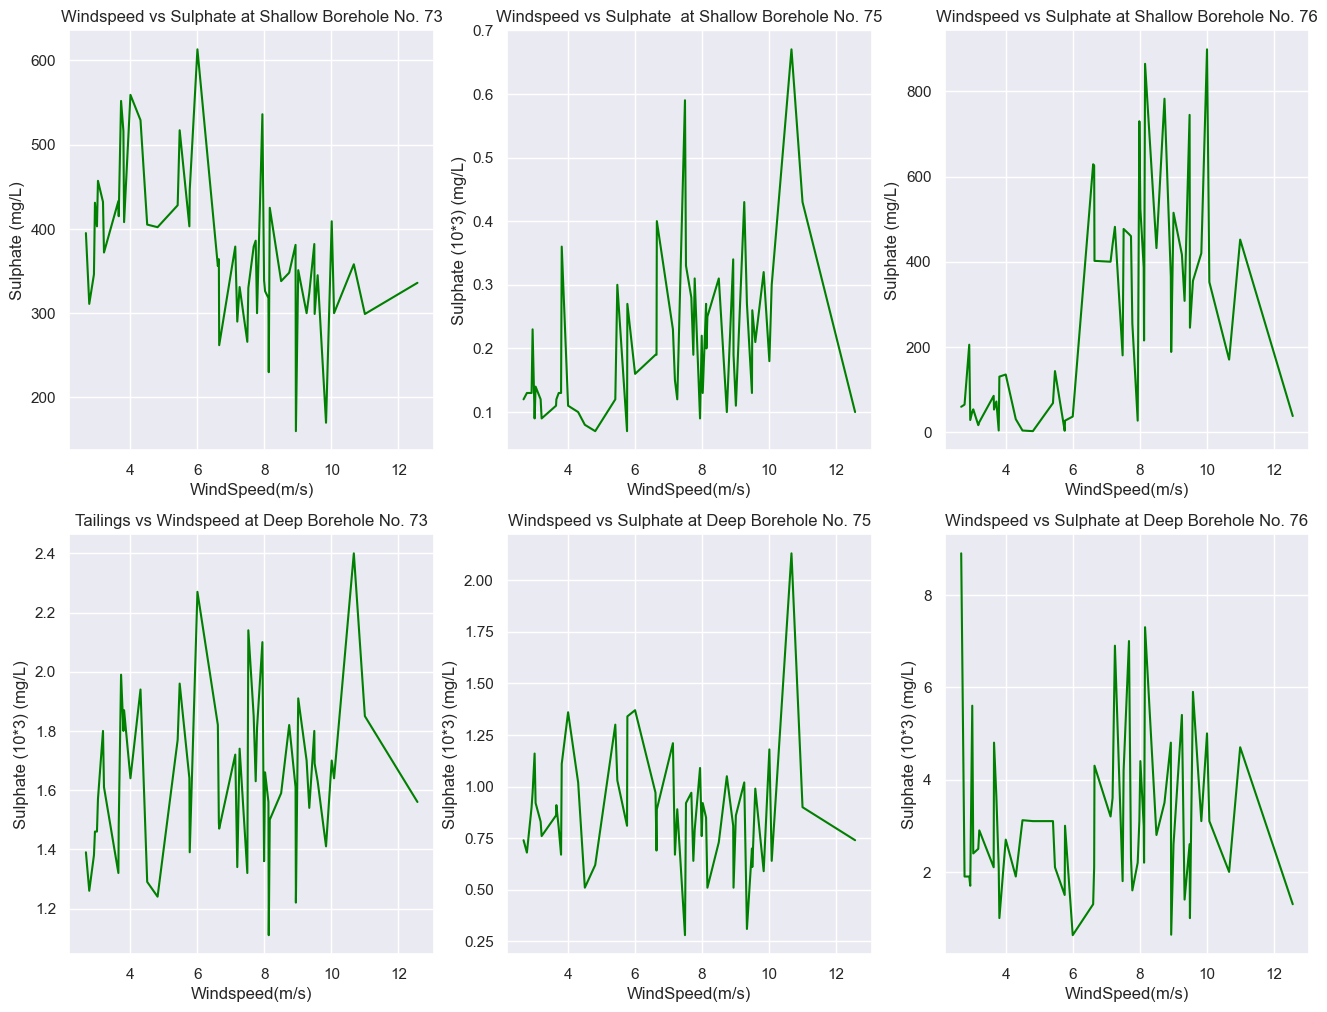 Windspeed vs Sulphate at Shallow Borehole No. 73
600
500
400
300
200
Sulphate (mg/L)
4 6 8 10 12
WindSpeed(m/s)
Windspeed vs Sulphate  at Shallow Borehole No. 75
0.7
0.6
0.5
0.4
0.3
0.2
0.1
Sulphate (10*3) (mg/L)
4 6 8 10 12
WindSpeed(m/s)
Windspeed vs Sulphate at Shallow Borehole No. 76
800
600
400
200
0
Sulphate (mg/L)
4 6 8 10 12
WindSpeed(m/s)
Tailings vs Windspeed at Deep Borehole No. 73
2.4
2.2
2.0
1.8
1.6
1.4
1.2
Sulphate (10*3) (mg/L)
4 6 8 10 12
Windspeed(m/s)
Windspeed vs Sulphate at Deep Borehole No. 75
2.00
1.75
1.50
1.25
1.00
0.75
0.50
0.25
Sulphate (10*3) (mg/L)
4 6 8 10 12
WindSpeed(m/s)
Windspeed vs Sulphate at Deep Borehole No. 76
8
6
4
2
Sulphate (10*3) (mg/L)
4 6 8 10 12
WindSpeed(m/s)